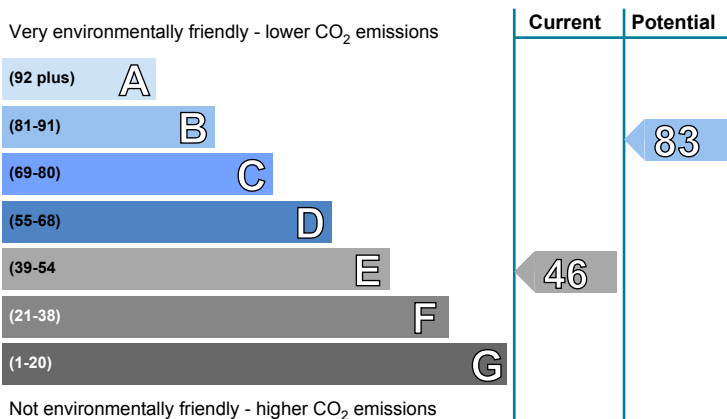 Current Potential
Very environmentally friendly - lower CO2 emissions
(92 plus) A
(81-91) B
83
(69-80) C
(55-68) D
(39-54 E
46
(21-38) F
(1-20) G
Not environmentally friendly - higher CO2 emissions